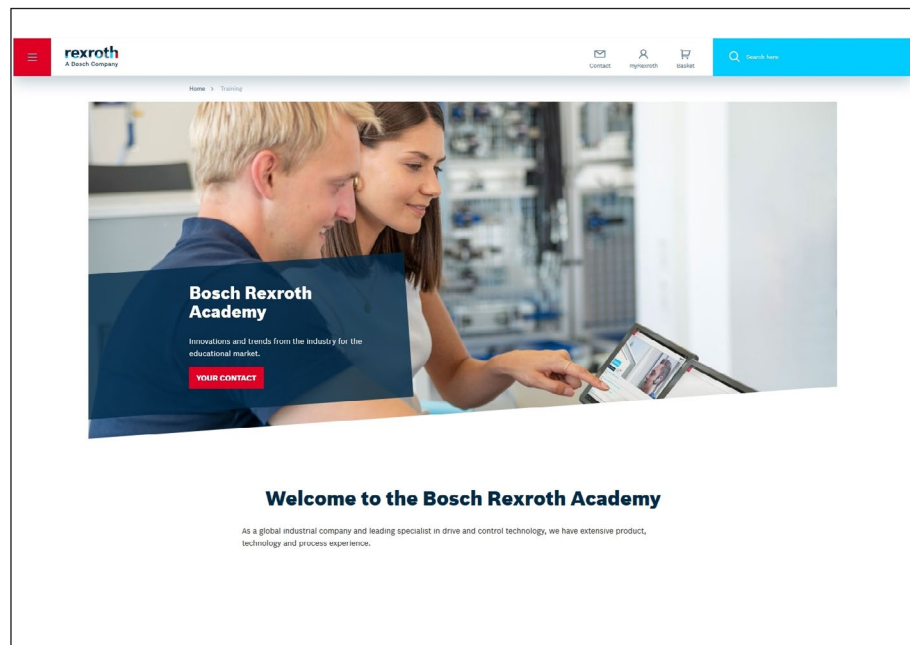 rexroth
A Bosch Company
Contact
myRexroth
Basket
Search here
Home > Training
Bosch Rexroth
Academy
Innovations and trends from the industry for the
educational market.
YOUR CONTACT
Welcome to the Bosch Rexroth Academy
As a global industrial company and leading specialist in drive and control technology, we have extensive product,
technology and process experience.